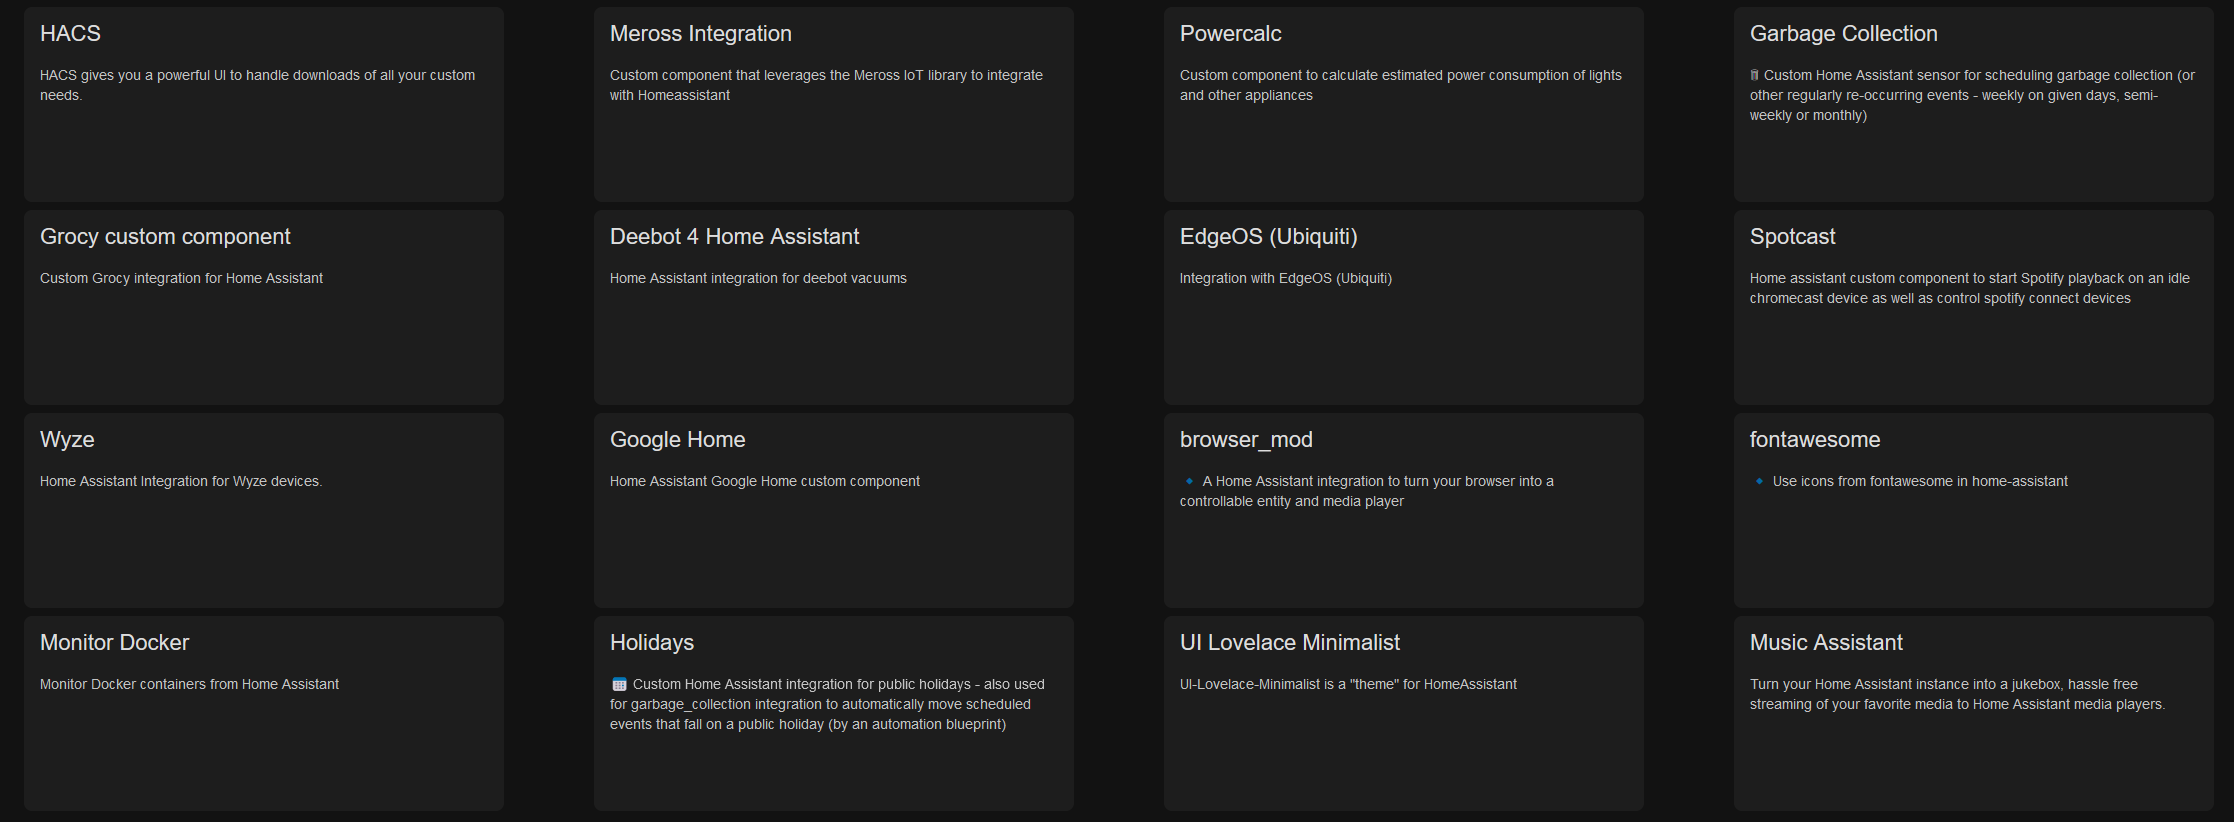 HACS
HACS gives you a powerful UI to handle downloads of all your custom
needs.
Meross Integration
Custom component that leverages the Meross IoT library to integrate
with Homeassistant
Powercalc
Custom component to calculate estimated power consumption of lights
and other appliances
Garbage Collection
🗑 Custom Home Assistant sensor for scheduling garbage collection (or
other regularly re-occurring events - weekly on given days, semi-
weekly or monthly)
Grocy custom component
Custom Grocy integration for Home Assistant
Deebot 4 Home Assistant
Home Assistant integration for deebot vacuums
EdgeOS (Ubiquiti)
Integration with EdgeOS (Ubiquiti)
Spotcast
Home assistant custom component to start Spotify playback on an idle
chromecast device as well as control spotify connect devices
Wyze
Home Assistant Integration for Wyze devices.
Google Home
Home Assistant Google Home custom component
browser_mod
🔹 A Home Assistant integration to turn your browser into a
controllable entity and media player
fontawesome
🔹 Use icons from fontawesome in home-assistant
Monitor Docker
Monitor Docker containers from Home Assistant
Holidays
📅 Custom Home Assistant integration for public holidays - also used
for garbage_collection integration to automatically move scheduled
events that fall on a public holiday (by an automation blueprint)
UI Lovelace Minimalist
UI-Lovelace-Minimalist is a "theme" for HomeAssistant
Music Assistant
Turn your Home Assistant instance into a jukebox, hassle free
streaming of your favorite media to Home Assistant media players.